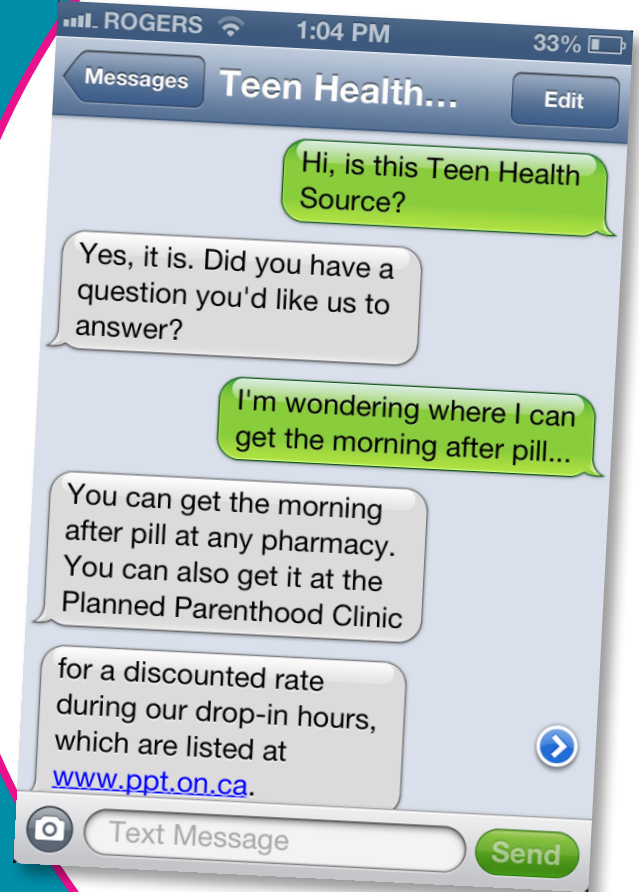 ROGERS 1:04 PM 33%
Messages Teen Health... Edit
Hi, is this Teen Health
Source?
Yes, it is. Did you have a
question you'd like us to
answer?
I'm wondering where I can
get the morning after pill...
You can get the morning
after pill at any pharmacy.
You can also get it at the
Planned Parenthood Clinic
for a discounted rate
during our drop-in hours,
which are listed at
www.ppt.on.ca.
Text Message Send